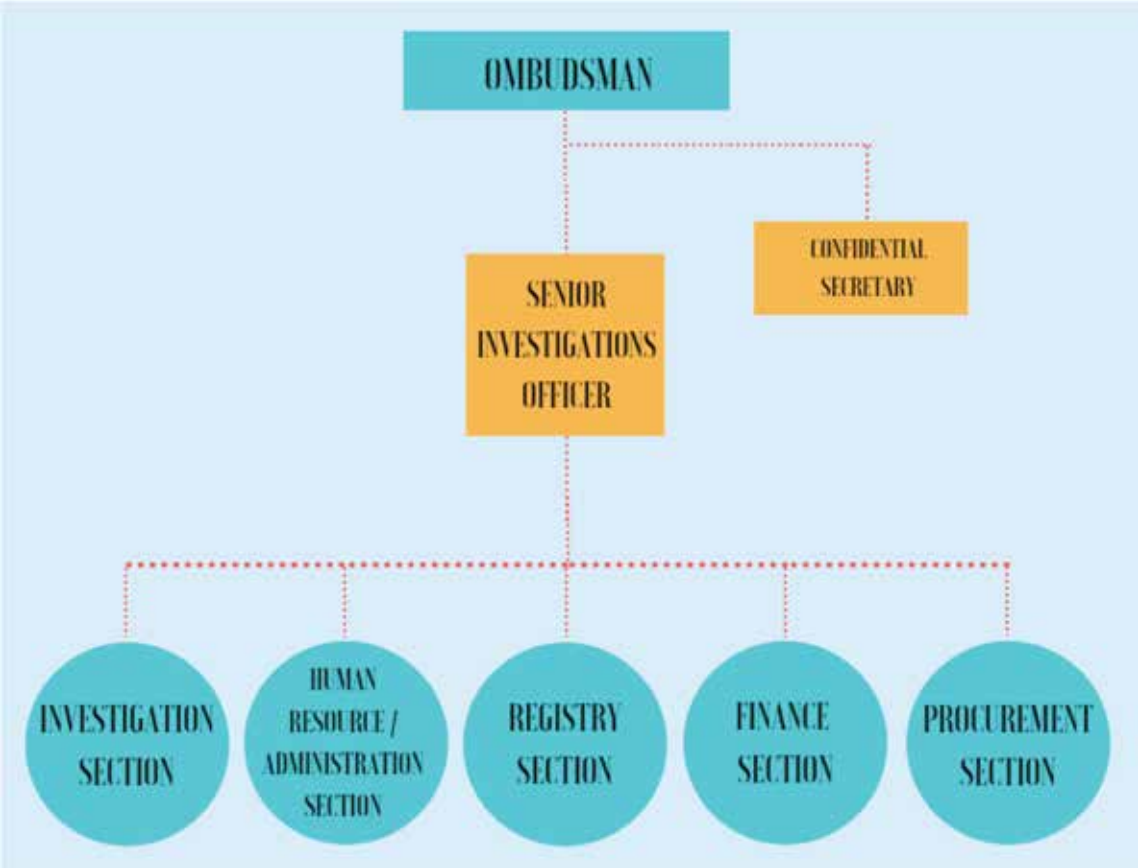 OMBUDSMAN
CONFIDENTIAL
SECRETARY
SENIOR
INVESTIGATIONS
OFFICER
INVESTIGATION
SECTION
HUMAN
RESOURCE /
ADMINISTRATION
SECTION
REGISTRY
SECTION
FINANCE
SECTION
PROCUREMENT
SECTION